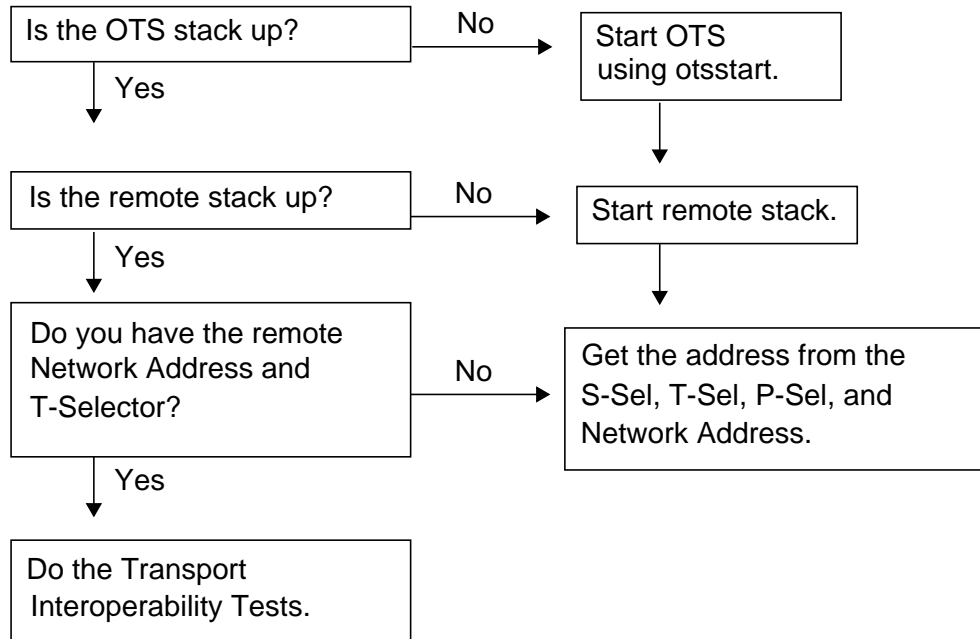 Is the OTS stack up?
No
Start OTS
using otsstart.
Yes
Is the remote stack up?
No
Start remote stack.
Yes
Do you have the remote
Network Address and
T-Selector?
No
Get the address from the
S-Sel, T-Sel, P-Sel, and
Network Address.
Yes
Do the Transport
Interoperability Tests.